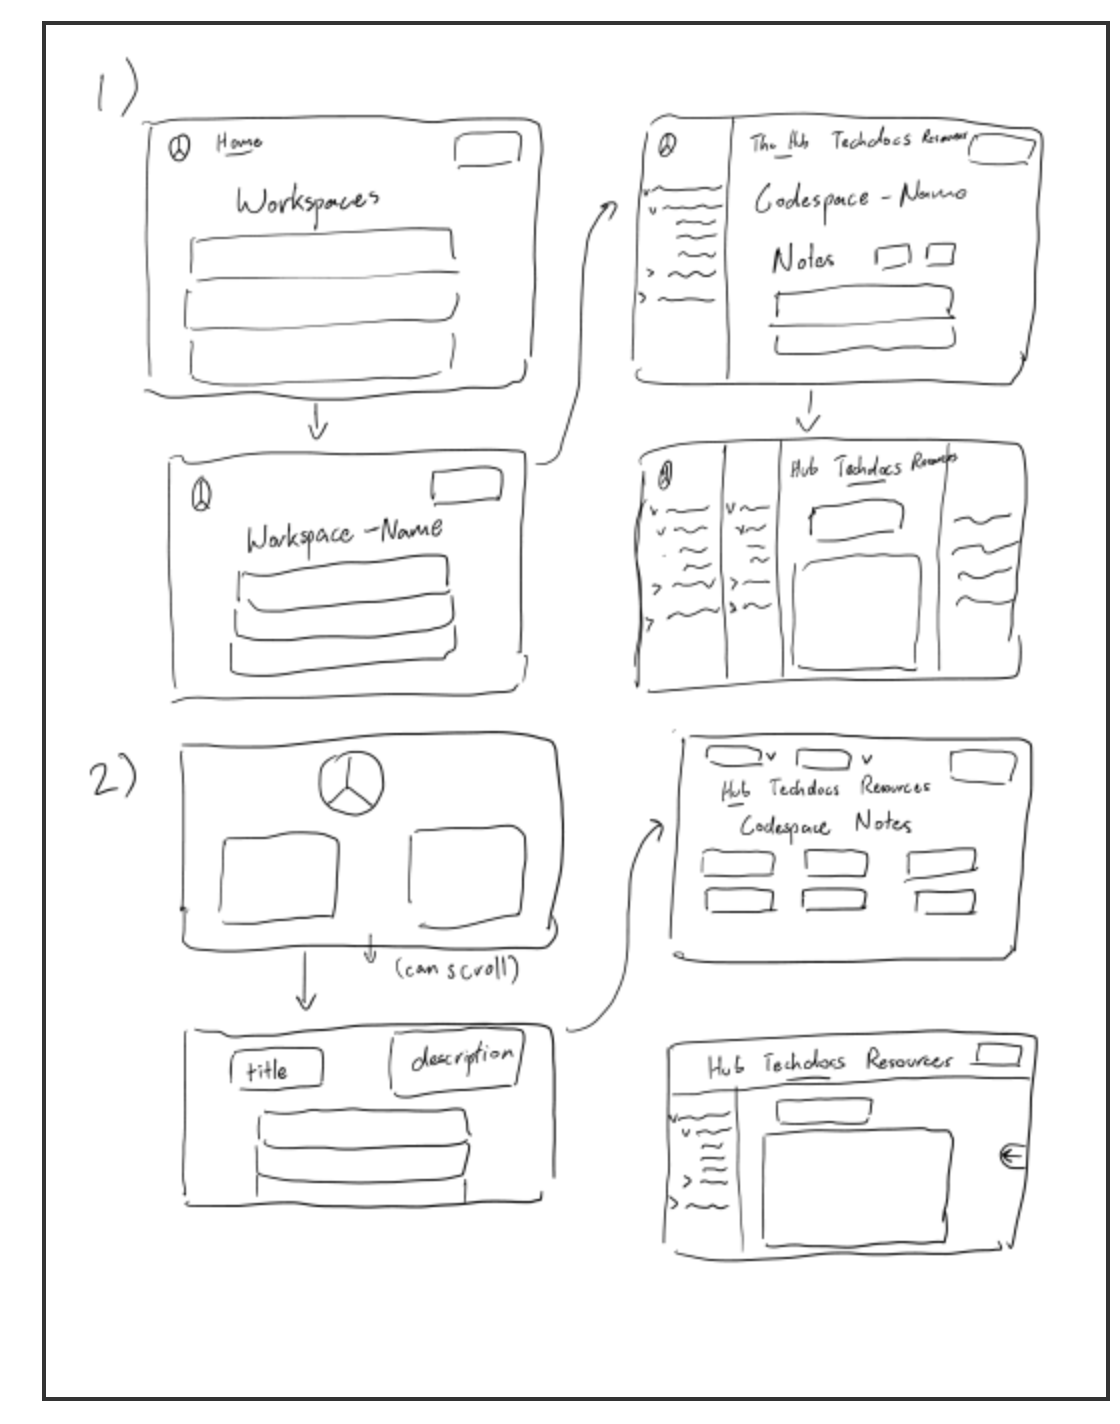 1)
Home
Workspaces
Workspace - Name
The Hub Techdocs Resources
Codespace - Name
Notes
Hub Techdocs Resources
2)
(can scroll)
title
description
Hub Techdocs Resources
Codespace Notes
Hub Techdocs Resources